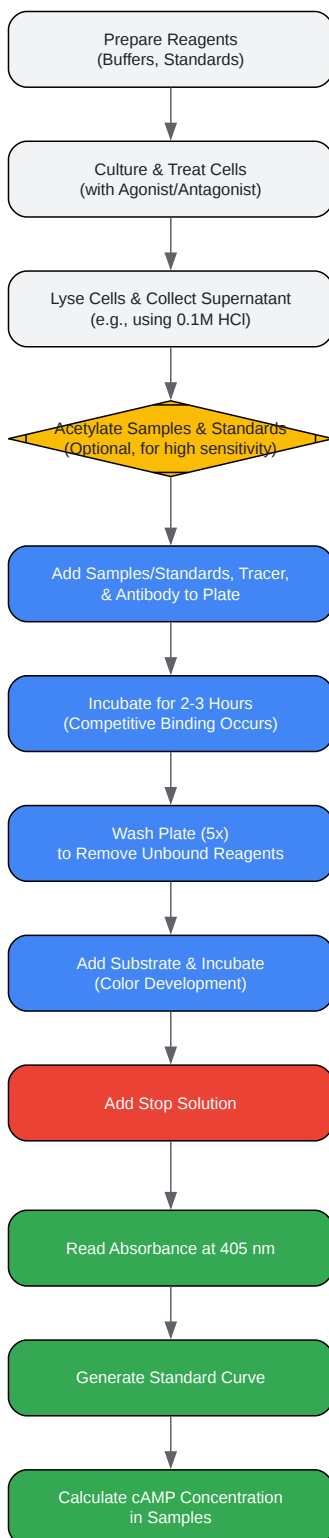 Prepare Reagents
(Buffers, Standards)
Culture & Treat Cells
(with Agonist/Antagonist)
Lyse Cells & Collect Supernatant
(e.g., using 0.1M HCl)
Acetylate Samples & Standards
(Optional, for high sensitivity)
Add Samples/Standards, Tracer,
& Antibody to Plate
Incubate for 2-3 Hours
(Competitive Binding Occurs)
Wash Plate (5x)
to Remove Unbound Reagents
Add Substrate & Incubate
(Color Development)
Add Stop Solution
Read Absorbance at 405 nm
Generate Standard Curve
Calculate cAMP Concentration
in Samples